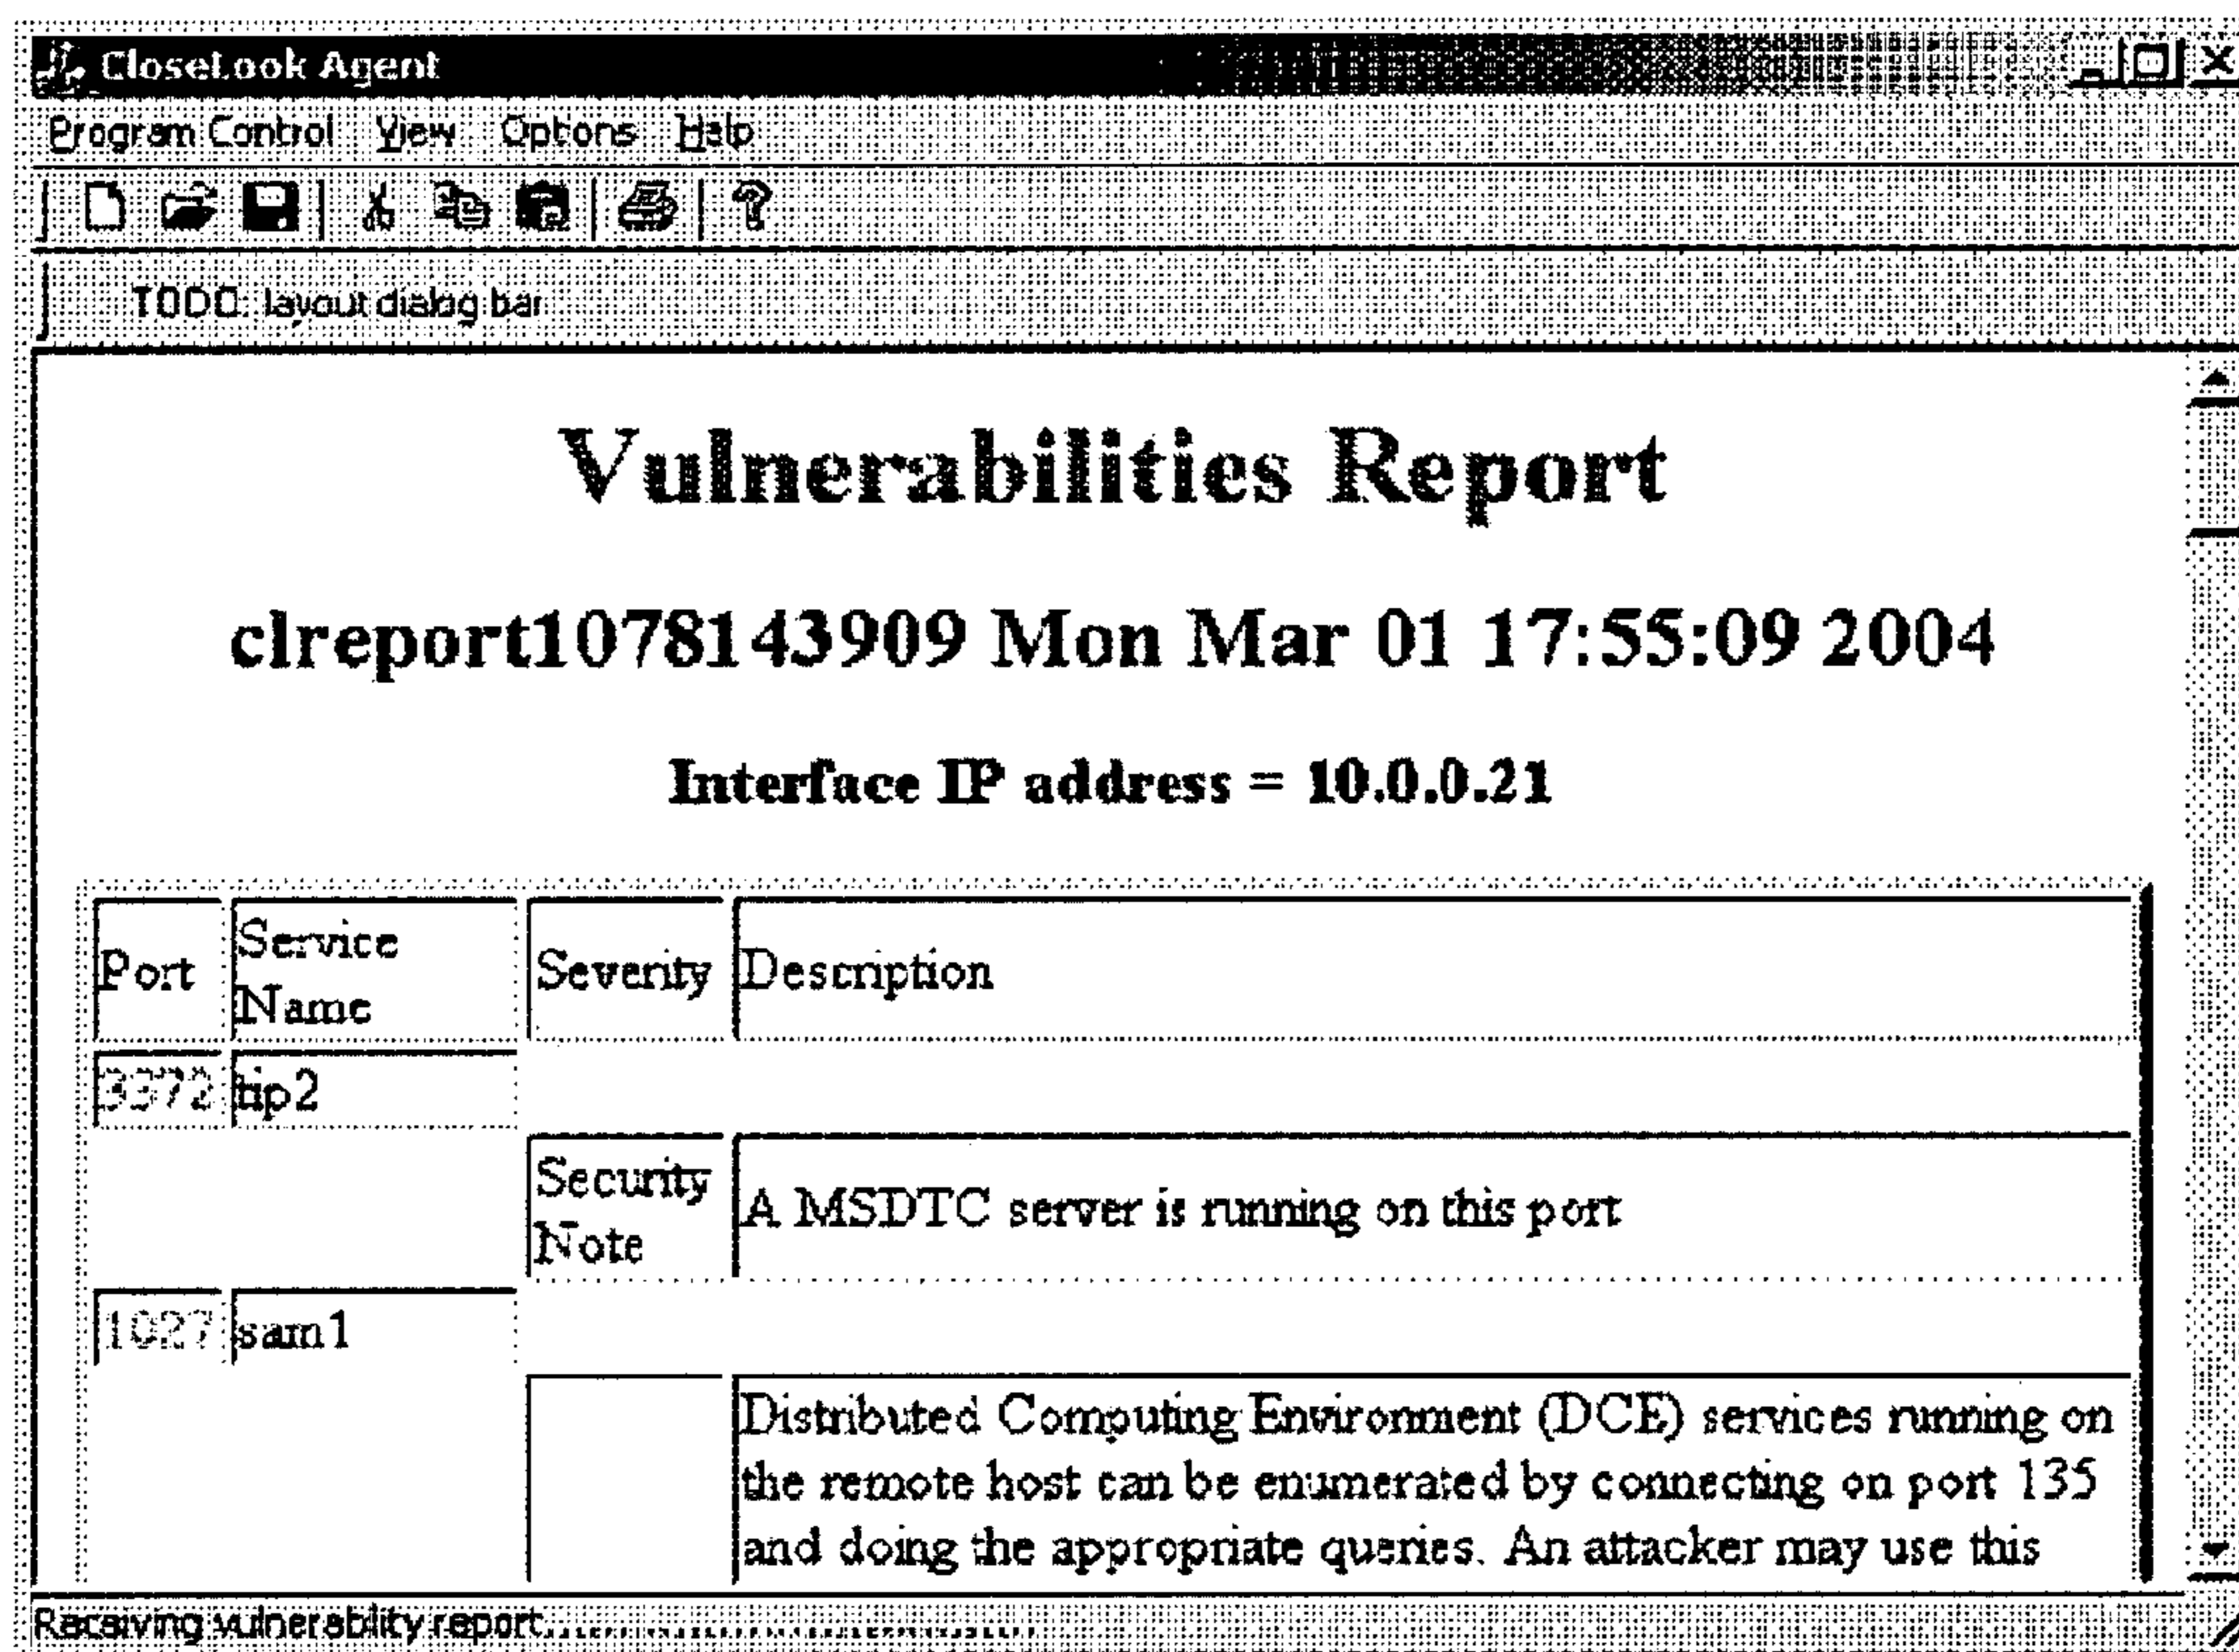 CloseLook Agent
Program Control View Options Help
TODO: layout dialog bar
Vulnerabilities Report
clreport1078143909 Mon Mar 01 17:55:09 2004
Interface IP address = 10.0.0.21
Port
Service
Name
Severity
Description
3372 tip2
Security
Note
A MSDTC server is running on this port
1027 sam1
Distributed Computing Environment (DCE) services running on
the remote host can be enumerated by connecting on port 135
and doing the appropriate queries. An attacker may use this
Receiving vulnerability report..............................